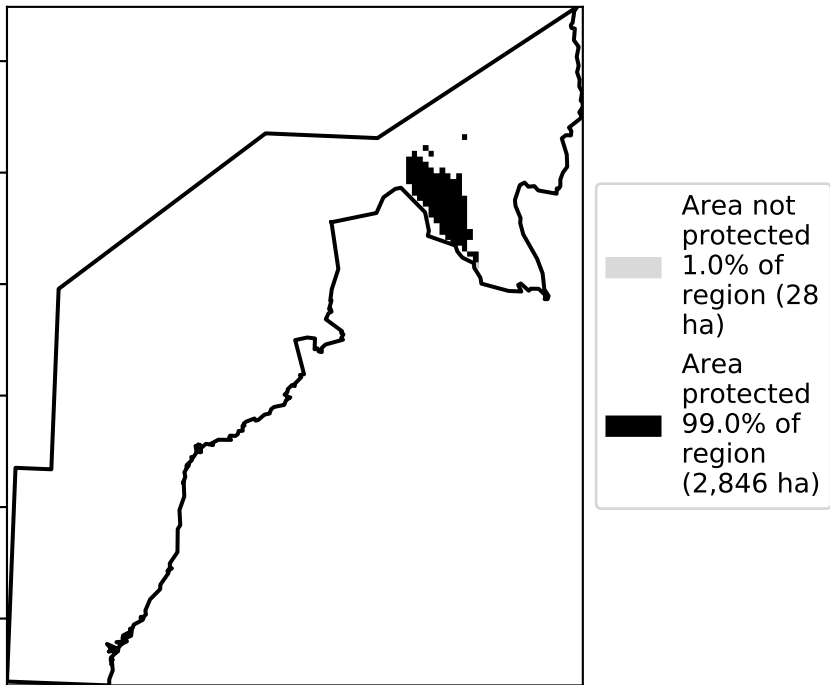 Area not
protected
1.0% of
region (28
ha)
Area
protected
99.0% of
region
(2,846 ha)